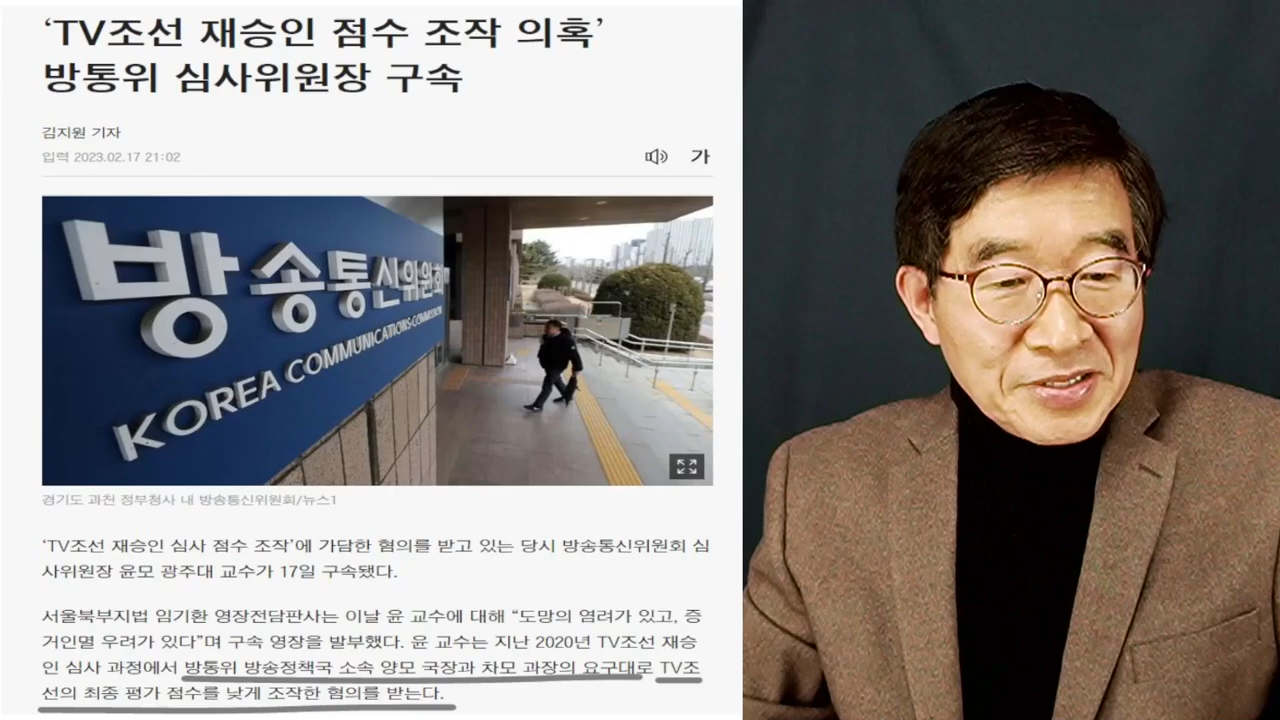 ‘TV조선 재승인 점수 조작 의혹’
방통위 심사위원장 구속
김지원 기자
입력 2023.02.17 21:02
가
방송통신위원회
KOREA COMMUNICATIONS COMMISSION
경기도 과천 정부청사 내 방송통신위원회/뉴스1
‘TV조선 재승인 심사 점수 조작’에 가담한 혐의를 받고 있는 당시 방송통신위원회 심
사위원장 윤모 광주대 교수가 17일 구속됐다.
서울북부지법 임기환 영장전담판사는 이날 윤 교수에 대해 “도망의 염려가 있고, 증
거인멸 우려가 있다”며 구속 영장을 발부했다. 윤 교수는 지난 2020년 TV조선 재승
인 심사 과정에서 방통위 방송정책국 소속 양모 국장과 차모 과장의 요구대로 TV조
선의 최종 평가 점수를 낮게 조작한 혐의를 받는다.